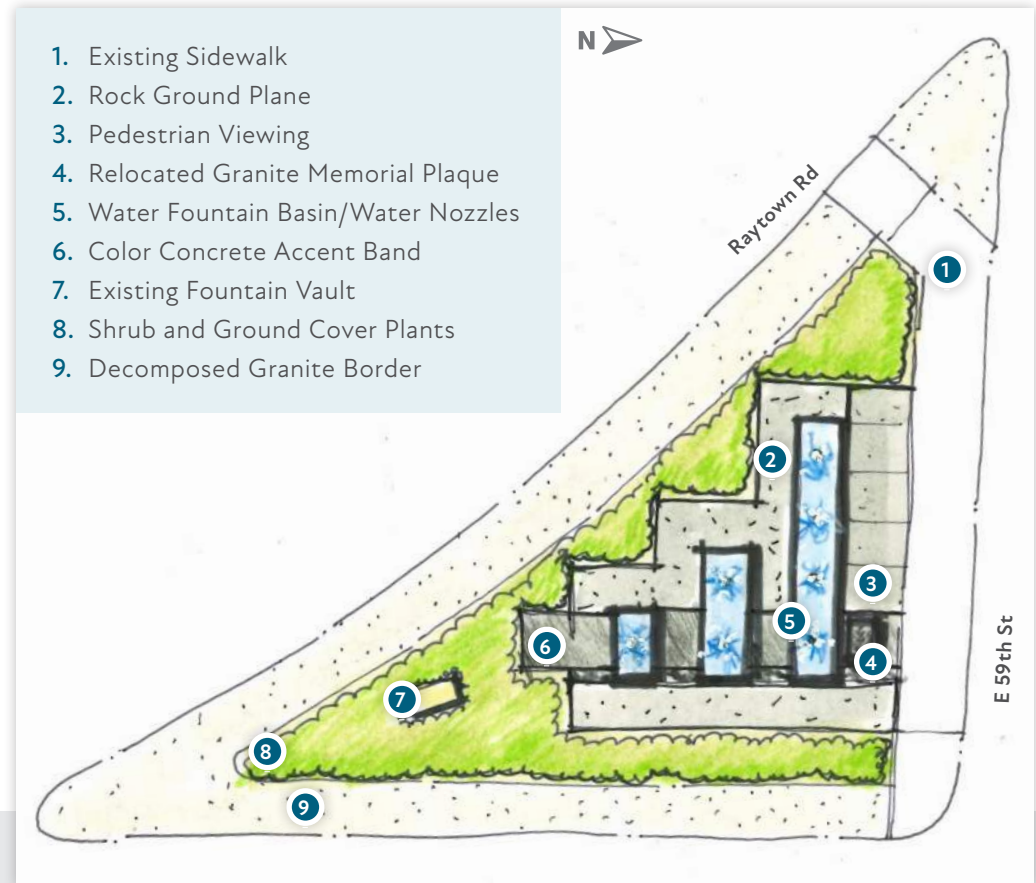 1. Existing Sidewalk
2. Rock Ground Plane
3. Pedestrian Viewing
4. Relocated Granite Memorial Plaque
5. Water Fountain Basin/Water Nozzles
6. Color Concrete Accent Band
7. Existing Fountain Vault
8. Shrub and Ground Cover Plants
9. Decomposed Granite Border
N
Raytown Rd
1
2
3
5
6
4
E 59th St
7
8
9